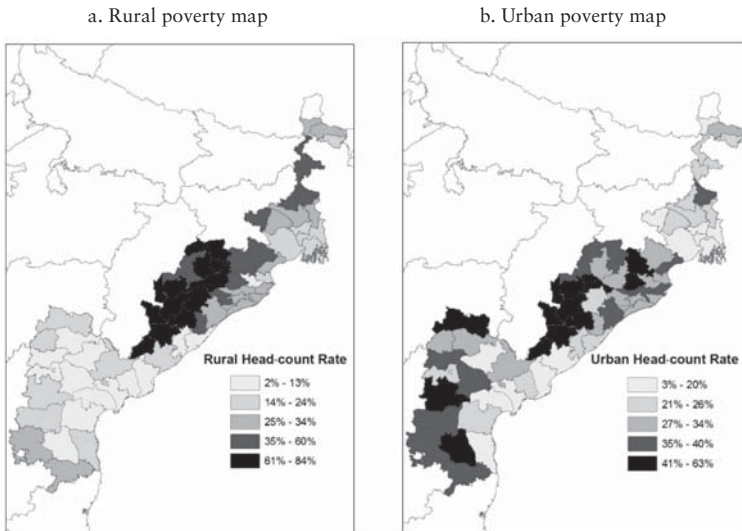 a. Rural poverty map
b. Urban poverty map
Rural Head-count Rate
2% - 13%
14% - 24%
25% - 34%
35% - 60%
61% - 84%
Urban Head-count Rate
3% - 20%
21% - 26%
27% - 34%
35% - 40%
41% - 63%